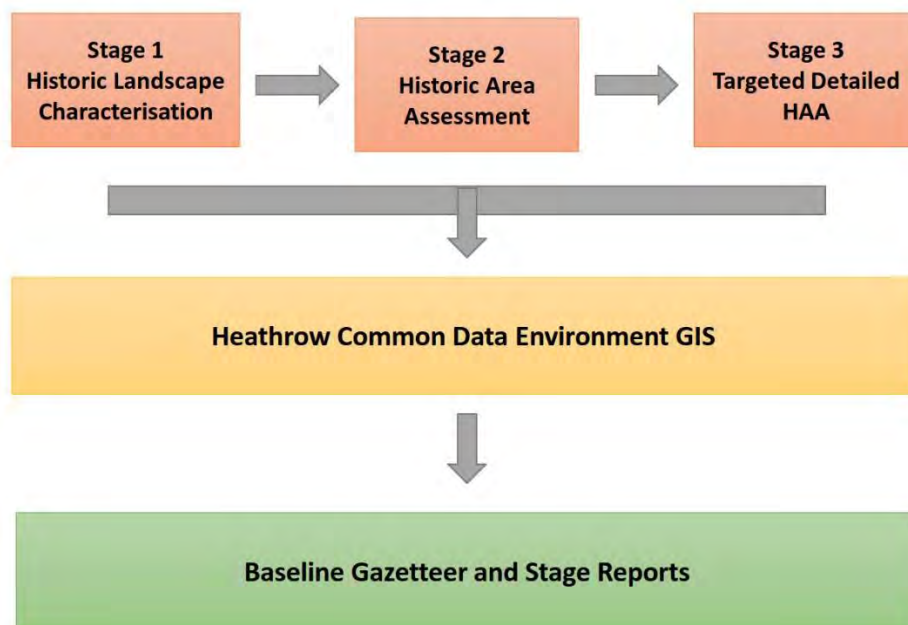 Stage 1
Historic Landscape
Characterisation
Stage 2
Historic Area
Assessment
Stage 3
Targeted Detailed
HAA
Heathrow Common Data Environment GIS
Baseline Gazetteer and Stage Reports